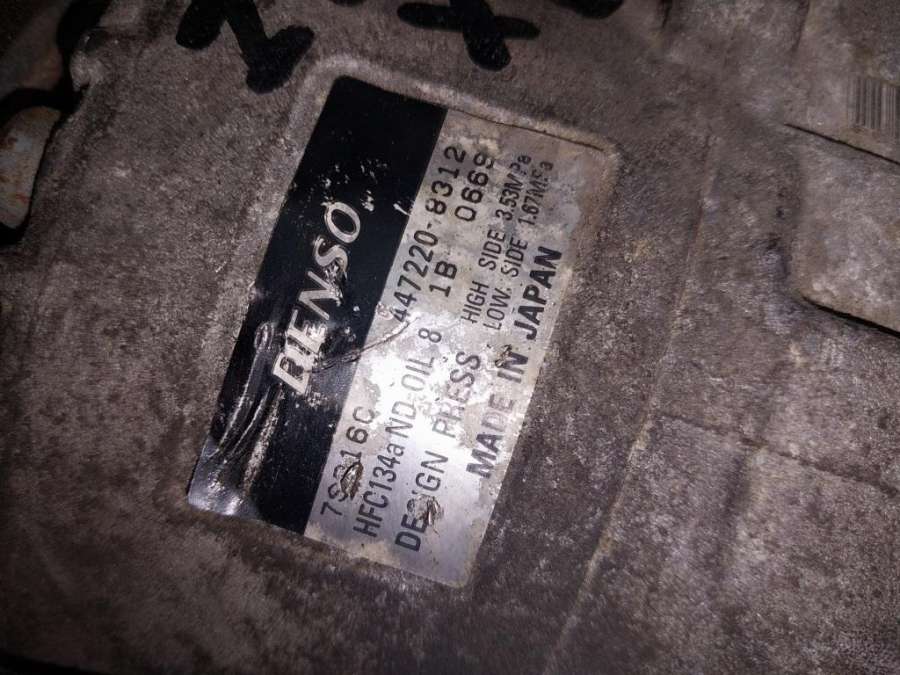 DENSO
7SB16C 447220-8312
HFC134a ND-OIL 8 1B 0669
DESIGN PRESS HIGH SIDE 3.53MPa
LOW SIDE 1.67MPa
MADE IN JAPAN